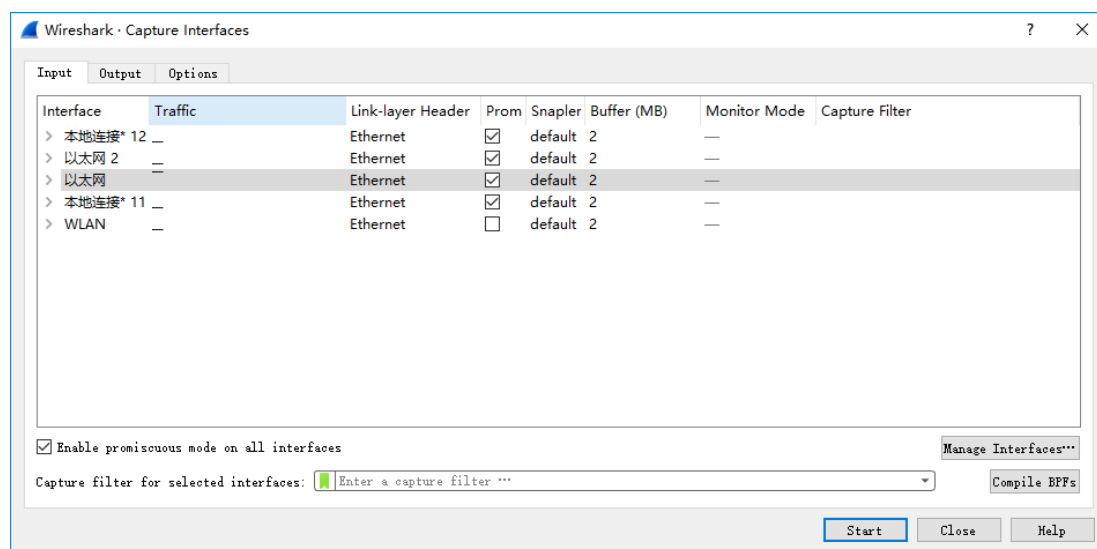 Wireshark · Capture Interfaces ? ×
Input Output Options
Interface Traffic Link-layer Header Prom Snapler Buffer (MB) Monitor Mode Capture Filter
本地连接* 12 Ethernet default 2 —
以太网 2 Ethernet default 2 —
以太网 Ethernet default 2 —
本地连接* 11 Ethernet default 2 —
WLAN Ethernet default 2 —
Enable promiscuous mode on all interfaces Manage Interfaces…
Capture filter for selected interfaces: Enter a capture filter … Compile BPFs
Start Close Help